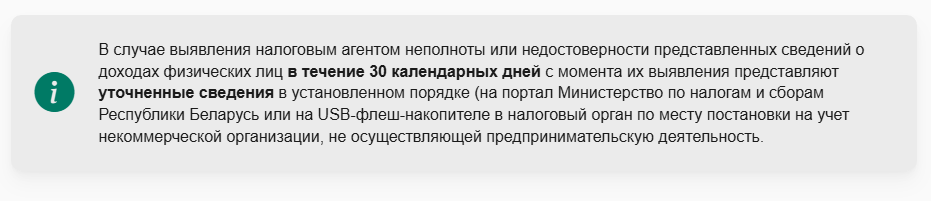 В случае выявления налоговым агентом неполноты или недостоверности представленных сведений о
доходах физических лиц в течение 30 календарных дней с момента их выявления представляют
уточненные сведения в установленном порядке (на портал Министерство по налогам и сборам
Республики Беларусь или на USB-флеш-накопителе в налоговый орган по месту постановки на учет
некоммерческой организации, не осуществляющей предпринимательскую деятельность.